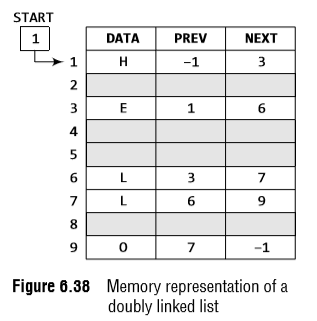 START
1
DATA PREV NEXT
1 H −1 3
2
3 E 1 6
4
5
6 L 3 7
7 L 6 9
8
9 O 7 −1
Figure 6.38 Memory representation of a
doubly linked list